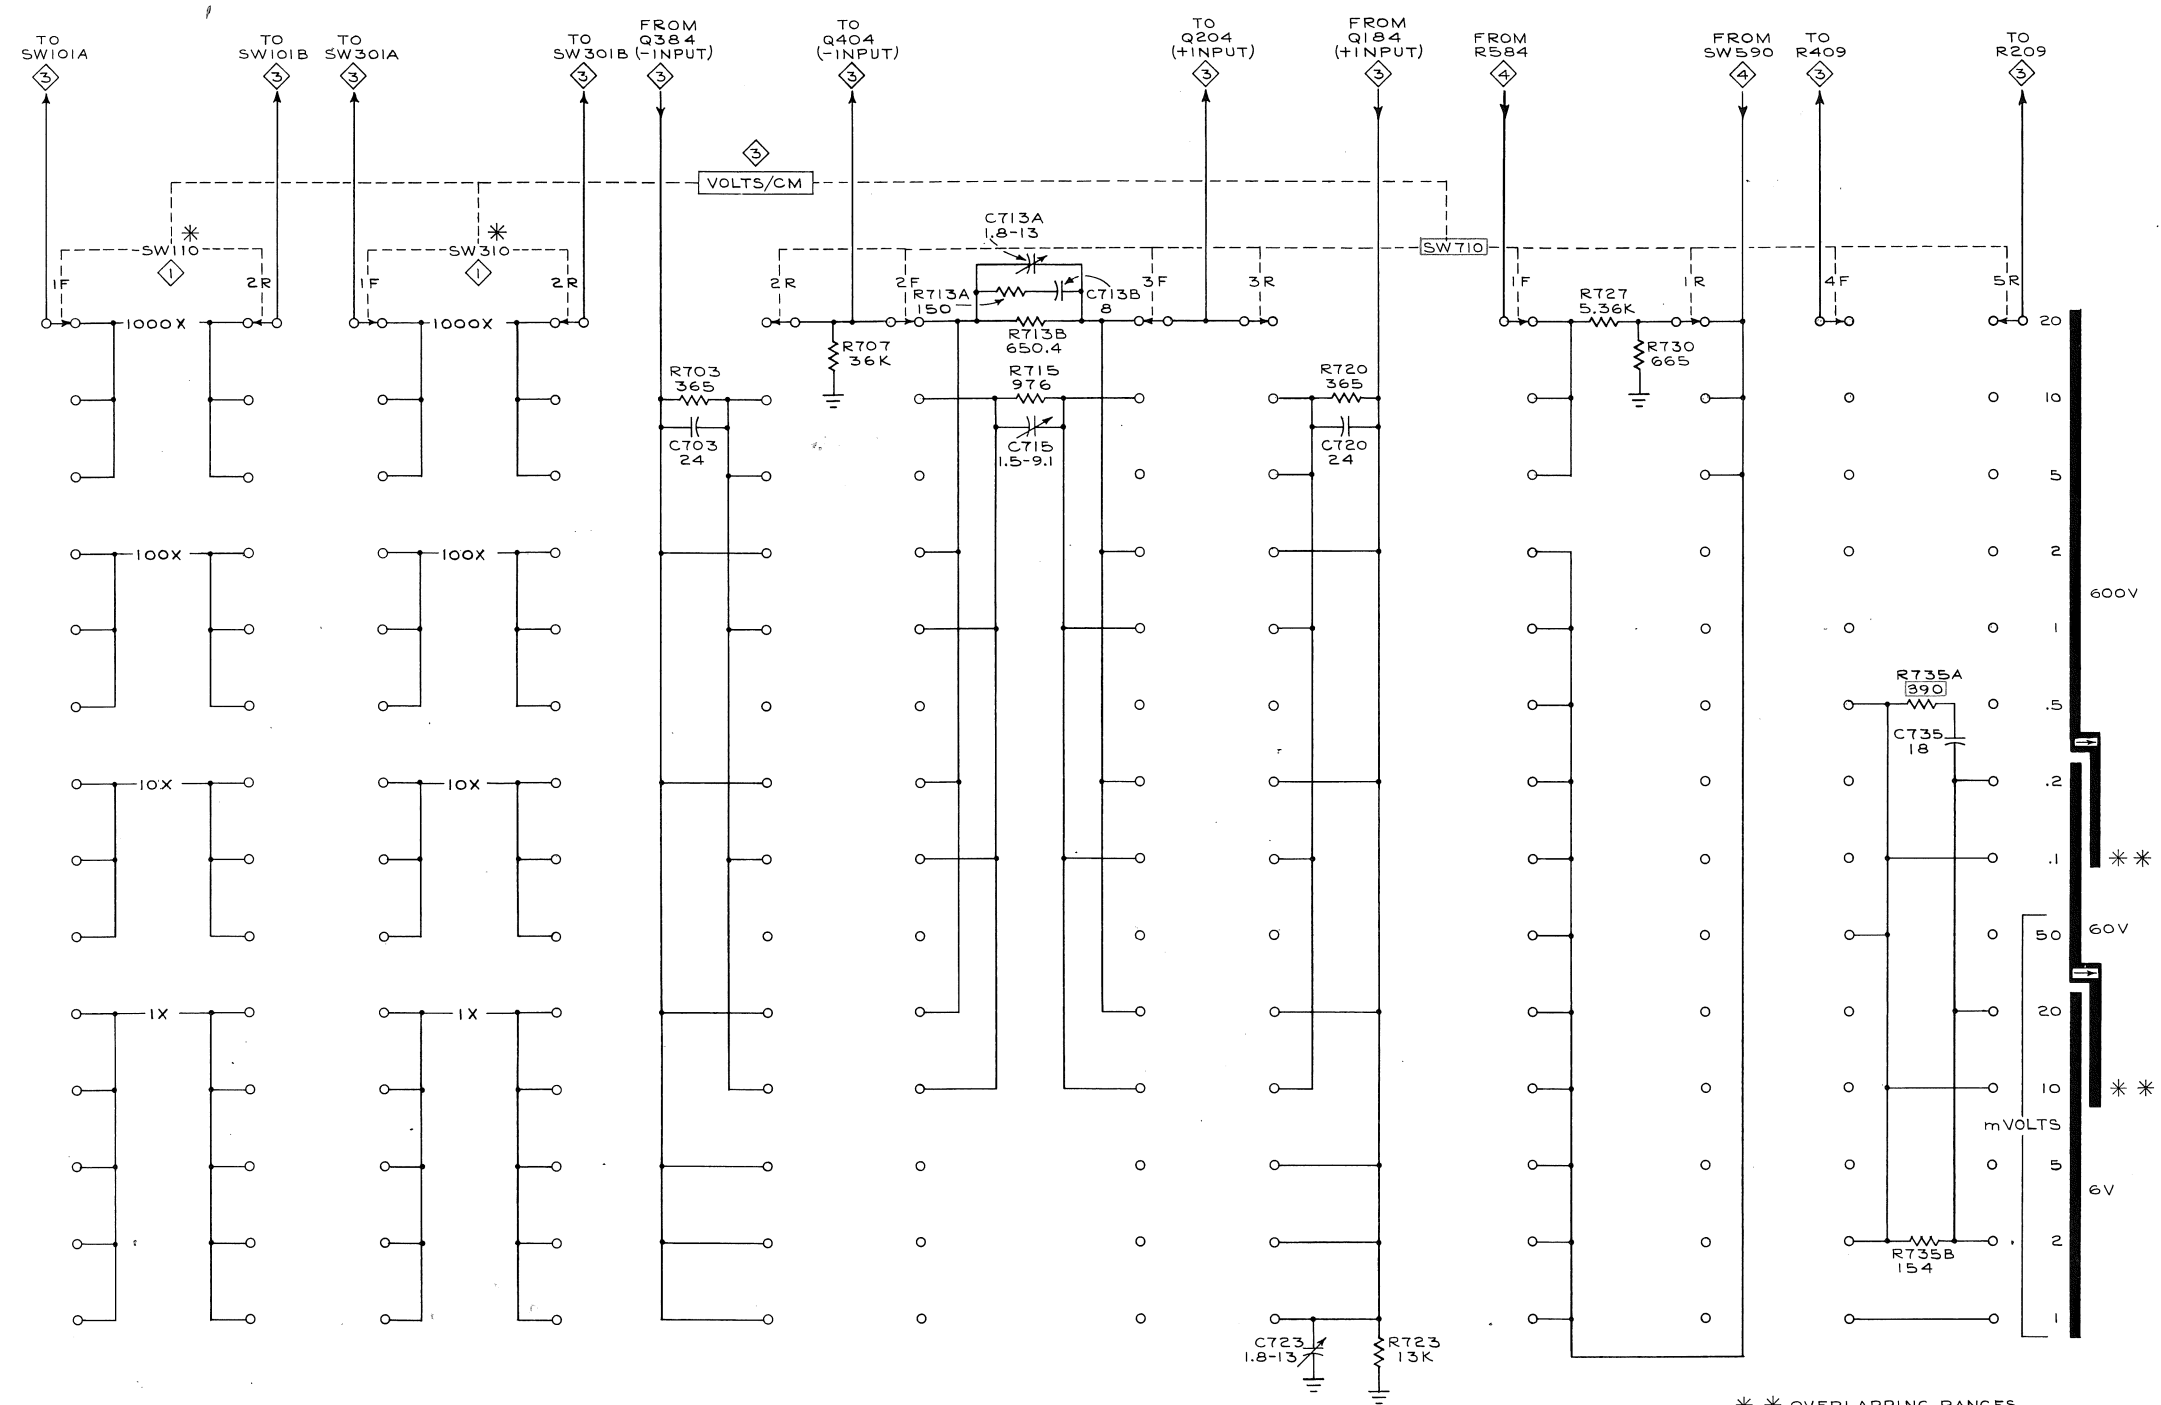 TO
SW101A
3
TO
SW101B
3
TO
SW301A
3
TO
SW301B
3
FROM
Q384
(-INPUT)
3
TO
Q404
(-INPUT)
3
TO
Q204
(+INPUT)
3
FROM
Q184
(+INPUT)
3
FROM
R584
4
FROM
SW590
4
TO
R409
3
TO
R209
3
3
VOLTS/CM
* SW110
1
* SW310
1
SW710
1F
2R
1F
2R
2R
2F
3F
3R
1F
1R
4F
5R
C713A
1.8-13
R713A
150
C713B
8
R713B
650.4
R707
36K
R727
5.36K
R730
665
1000X
1000X
20
R703
365
C703
24
R715
976
C715
1.5-9.1
R720
365
C720
24
10
5
100X
100X
2
600V
1
R735A
390
.5
C735
18
10X
10X
.2
.1
* *
50
60V
1X
1X
20
10
* *
mVOLTS
5
6V
2
R735B
154
1
C723
1.8-13
R723
13K
* * OVERLAPPING RANGES